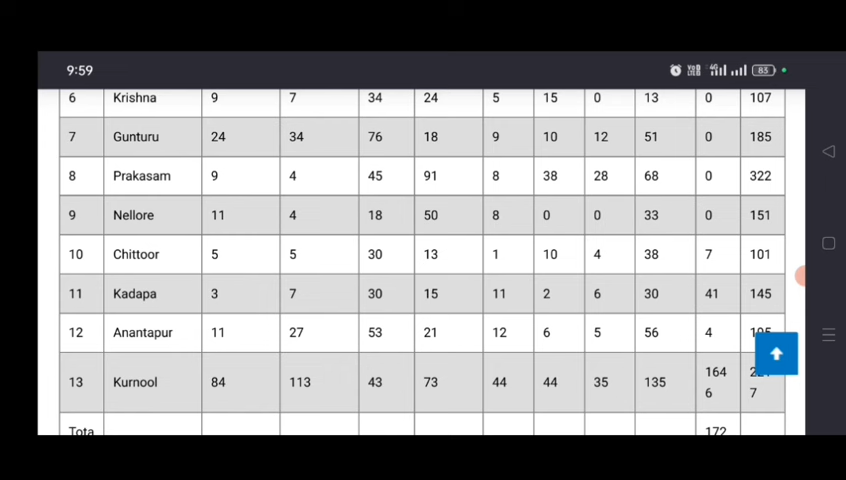 9:59
83
6 Krishna 9 7 34 24 5 15 0 13 0 107
7 Gunturu 24 34 76 18 9 10 12 51 0 185
8 Prakasam 9 4 45 91 8 38 28 68 0 322
9 Nellore 11 4 18 50 8 0 0 33 0 151
10 Chittoor 5 5 30 13 1 10 4 38 7 101
11 Kadapa 3 7 30 15 11 2 6 30 41 145
12 Anantapur 11 27 53 21 12 6 5 56 4
13 Kurnool 84 113 43 73 44 44 35 135 1646
Tota 172